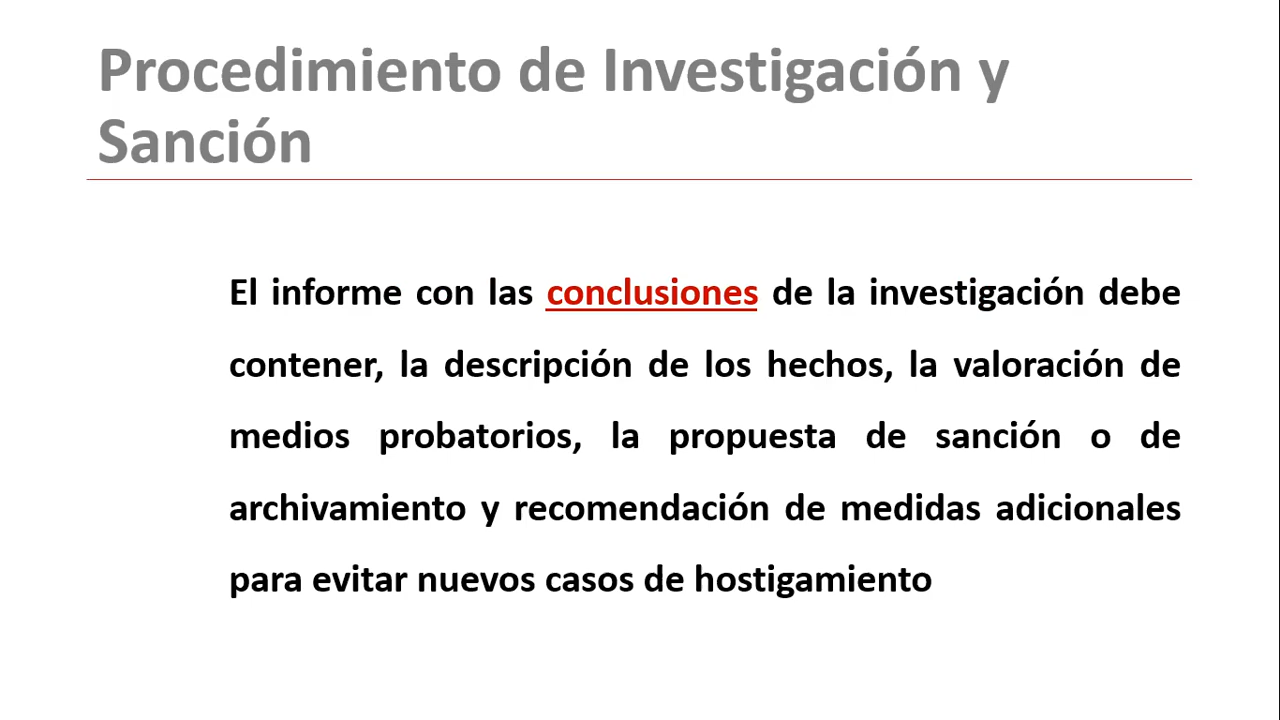 Procedimiento de Investigación y
Sanción
El informe con las conclusiones de la investigación debe
contener, la descripción de los hechos, la valoración de
medios probatorios, la propuesta de sanción o de
archivamiento y recomendación de medidas adicionales
para evitar nuevos casos de hostigamiento